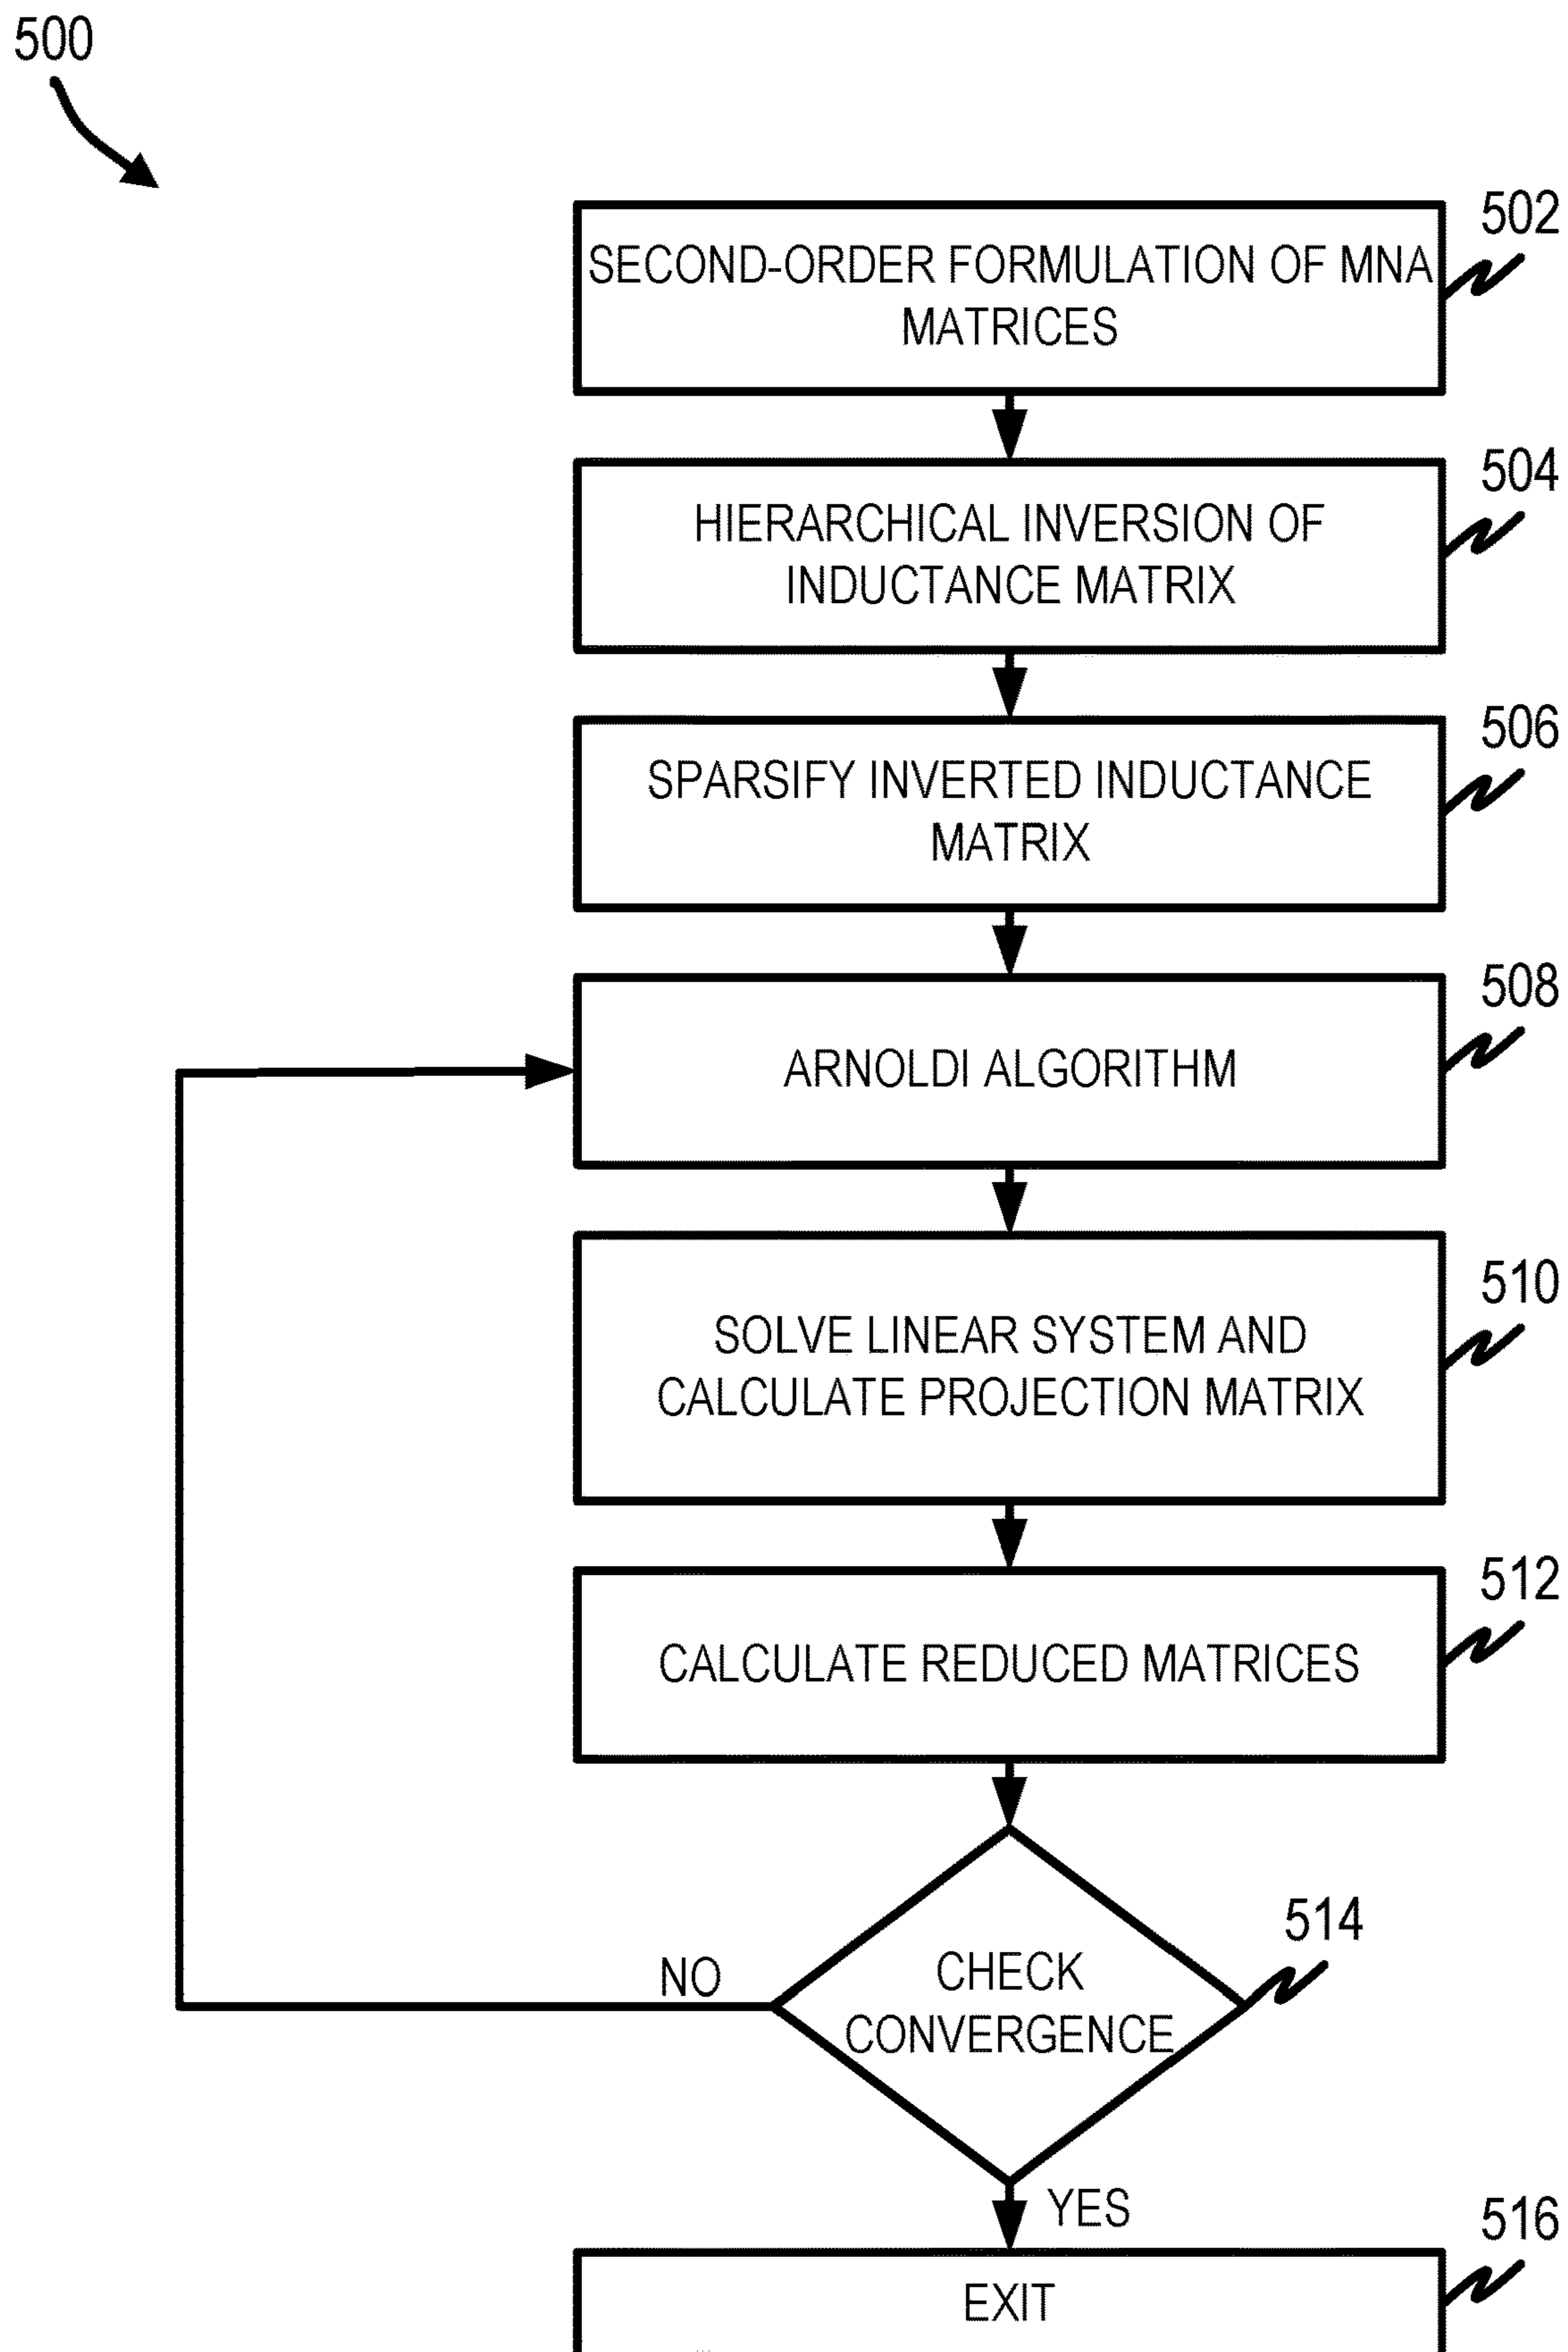 500
502
SECOND-ORDER FORMULATION OF MNA
MATRICES
504
HIERARCHICAL INVERSION OF
INDUCTANCE MATRIX
506
SPARSIFY INVERTED INDUCTANCE
MATRIX
508
ARNOLDI ALGORITHM
510
SOLVE LINEAR SYSTEM AND
CALCULATE PROJECTION MATRIX
512
CALCULATE REDUCED MATRICES
514
NO
CHECK
CONVERGENCE
YES
516
EXIT